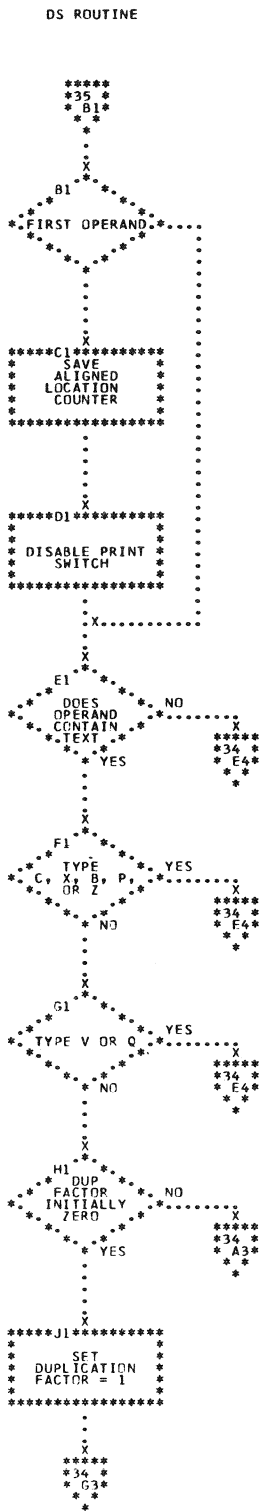 DS ROUTINE
35
B1
B1
FIRST OPERAND
C1
SAVE
ALIGNED
LOCATION
COUNTER
D1
DISABLE PRINT
SWITCH
E1
DOES
OPERAND
CONTAIN
TEXT
NO
YES
34
E4
F1
TYPE
C, X, B, P,
OR Z
YES
NO
34
E4
G1
TYPE V OR Q
YES
NO
34
E4
H1
DUP
FACTOR
INITIALLY
ZERO
NO
YES
34
A3
J1
SET
DUPLICATION
FACTOR = 1
34
G3